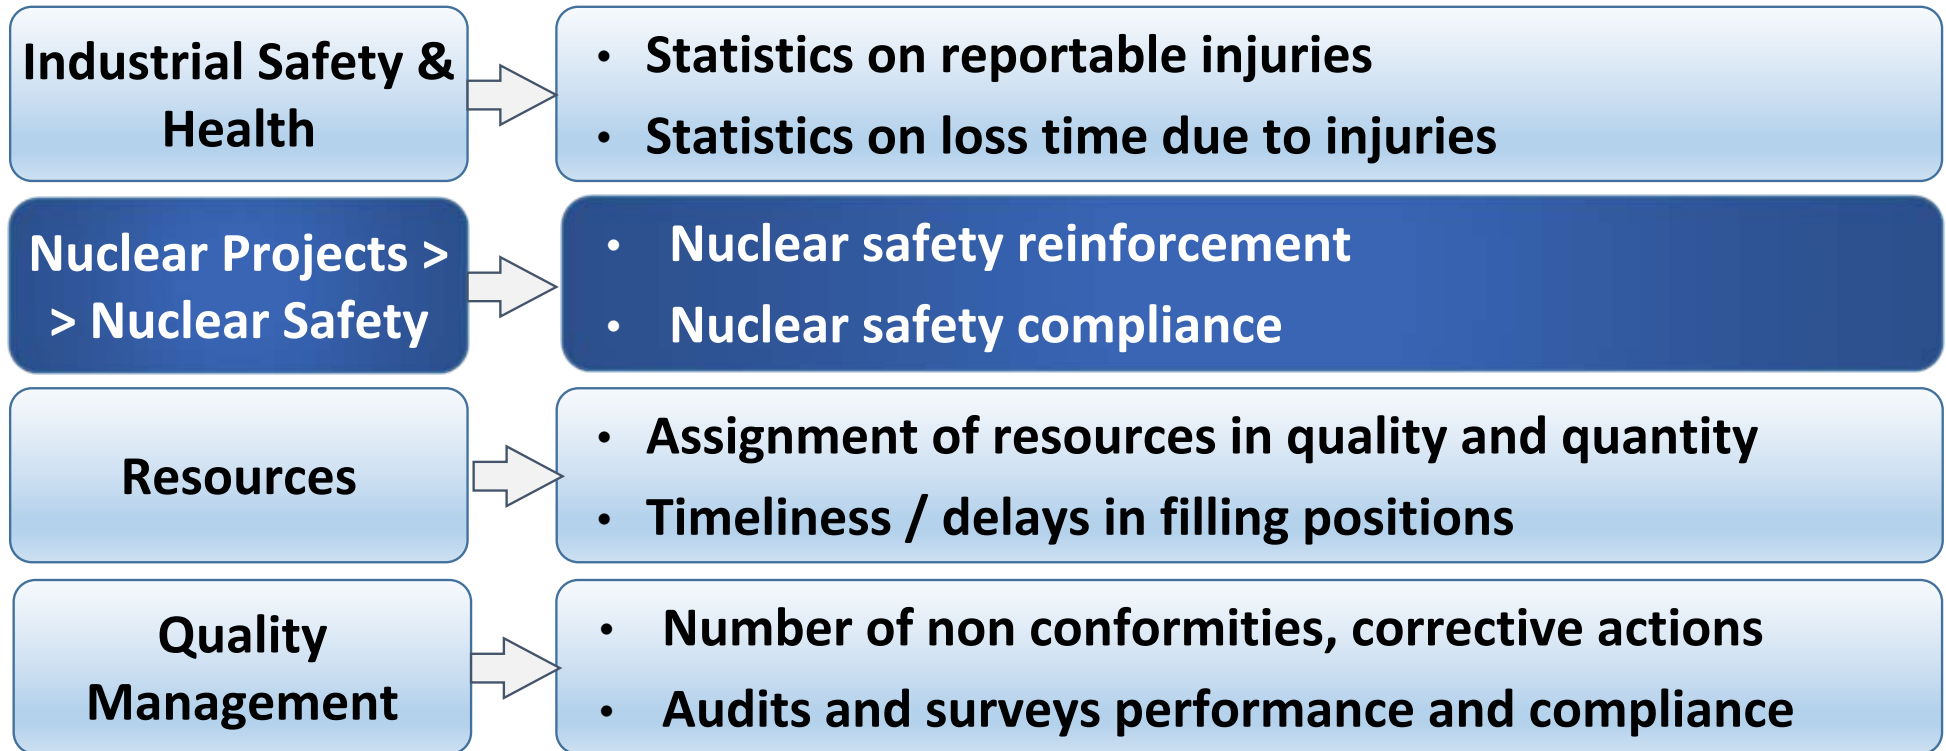 Industrial Safety &
Health
• Statistics on reportable injuries
• Statistics on loss time due to injuries
Nuclear Projects >
> Nuclear Safety
• Nuclear safety reinforcement
• Nuclear safety compliance
Resources
• Assignment of resources in quality and quantity
• Timeliness / delays in filling positions
Quality
Management
• Number of non conformities, corrective actions
• Audits and surveys performance and compliance